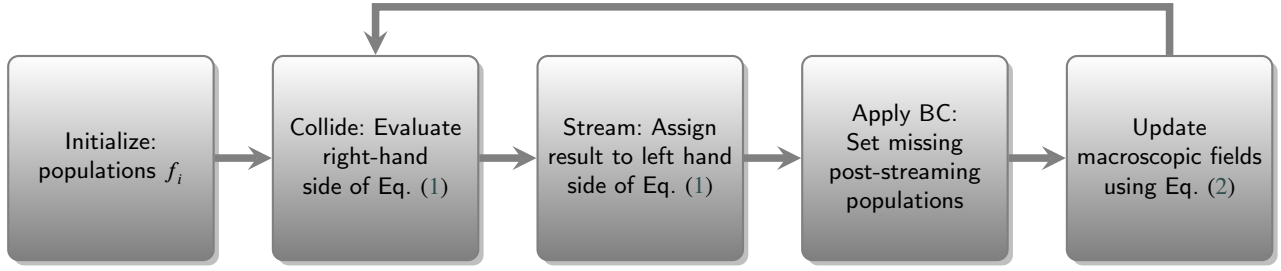 Initialize:
populations f_i
Collide: Evaluate
right-hand
side of Eq. (1)
Stream: Assign
result to left hand
side of Eq. (1)
Apply BC:
Set missing
post-streaming
populations
Update
macroscopic fields
using Eq. (2)